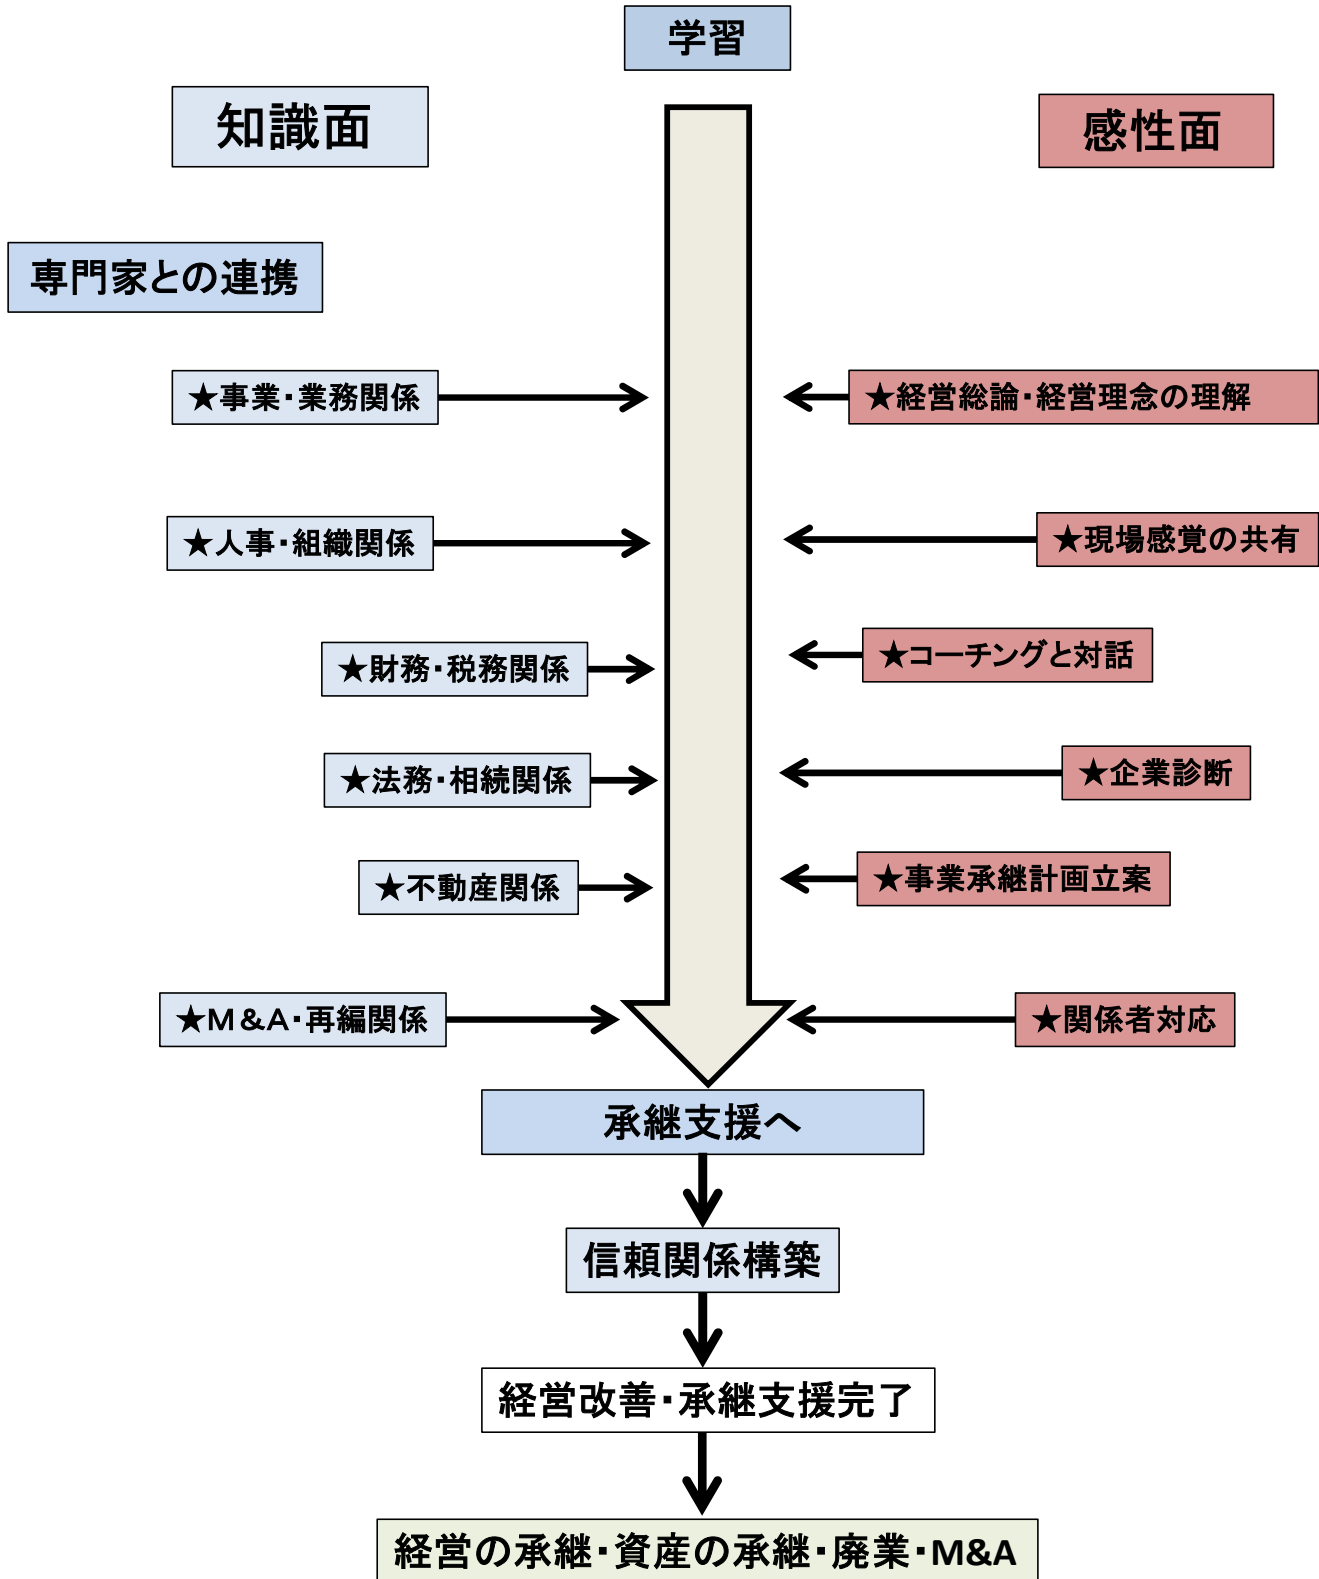 学習
知識面
感性面
専門家との連携
★事業・業務関係
★経営総論・経営理念の理解
★人事・組織関係
★現場感覚の共有
★財務・税務関係
★コーチングと対話
★法務・相続関係
★企業診断
★不動産関係
★事業承継計画立案
★M&A・再編関係
★関係者対応
承継支援へ
信頼関係構築
経営改善・承継支援完了
経営の承継・資産の承継・廃業・M&A